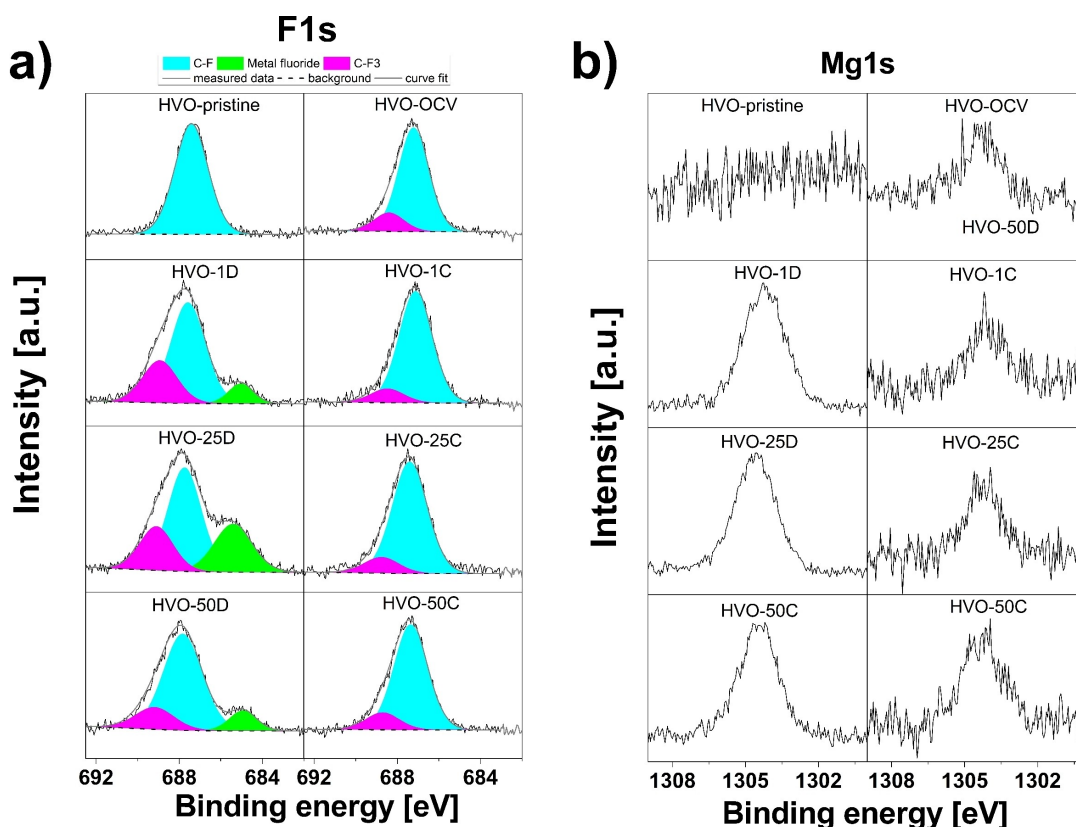 a)
F1s
C-F Metal fluoride C-F3
measured data background curve fit
HVO-pristine HVO-OCV
HVO-1D HVO-1C
HVO-25D HVO-25C
HVO-50D HVO-50C
Intensity [a.u.]
692 688 684 692 688 684
Binding energy [eV]
b)
Mg1s
HVO-pristine HVO-OCV
HVO-50D
HVO-1D HVO-1C
HVO-25D HVO-25C
HVO-50C HVO-50C
Intensity [a.u.]
1308 1305 1302 1308 1305 1302
Binding energy [eV]